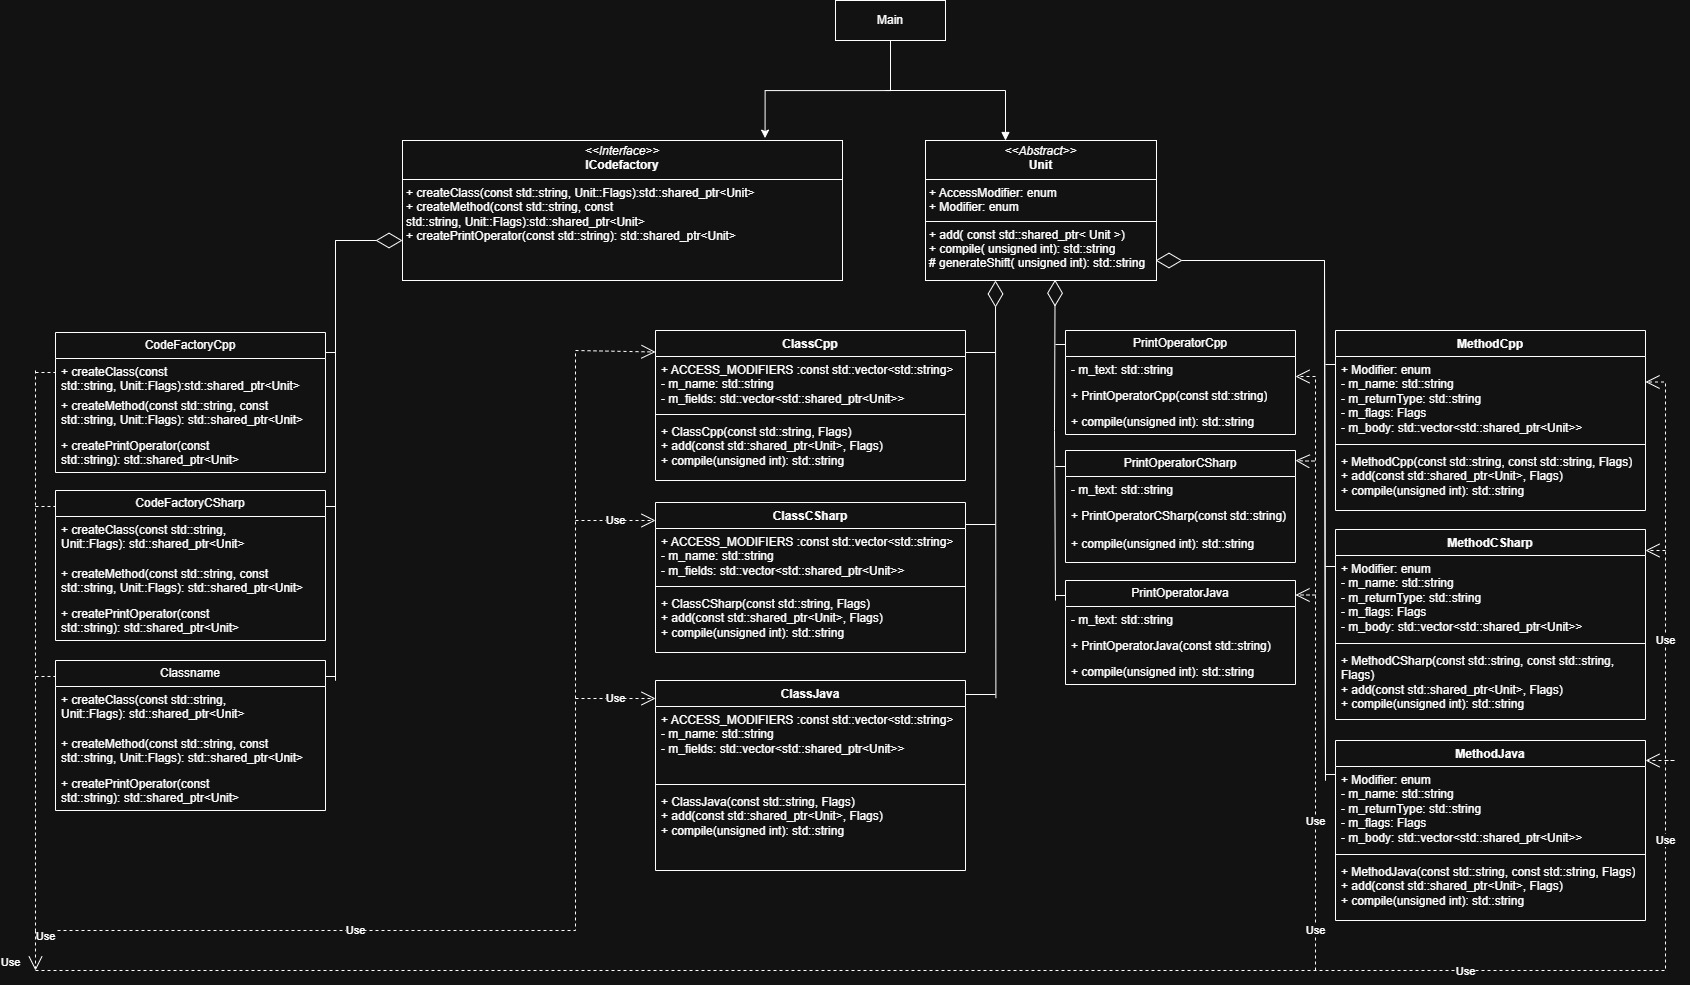 Main
<<Interface>>
ICodefactory
+ createClass(const std::string, Unit::Flags):std::shared_ptr<Unit>
+ createMethod(const std::string, const
std::string, Unit::Flags):std::shared_ptr<Unit>
+ createPrintOperator(const std::string): std::shared_ptr<Unit>
<<Abstract>>
Unit
+ AccessModifier: enum
+ Modifier: enum
+ add( const std::shared_ptr< Unit >)
+ compile( unsigned int): std::string
# generateShift( unsigned int): std::string
CodeFactoryCpp
+ createClass(const
std::string, Unit::Flags):std::shared_ptr<Unit>
+ createMethod(const std::string, const
std::string, Unit::Flags): std::shared_ptr<Unit>
+ createPrintOperator(const
std::string): std::shared_ptr<Unit>
CodeFactoryCSharp
+ createClass(const std::string,
Unit::Flags): std::shared_ptr<Unit>
+ createMethod(const std::string, const
std::string, Unit::Flags): std::shared_ptr<Unit>
+ createPrintOperator(const
std::string): std::shared_ptr<Unit>
Classname
+ createClass(const std::string,
Unit::Flags): std::shared_ptr<Unit>
+ createMethod(const std::string, const
std::string, Unit::Flags): std::shared_ptr<Unit>
+ createPrintOperator(const
std::string): std::shared_ptr<Unit>
ClassCpp
+ ACCESS_MODIFIERS :const std::vector<std::string>
- m_name: std::string
- m_fields: std::vector<std::shared_ptr<Unit>>
+ ClassCpp(const std::string, Flags)
+ add(const std::shared_ptr<Unit>, Flags)
+ compile(unsigned int): std::string
ClassCSharp
+ ACCESS_MODIFIERS :const std::vector<std::string>
- m_name: std::string
- m_fields: std::vector<std::shared_ptr<Unit>>
+ ClassCSharp(const std::string, Flags)
+ add(const std::shared_ptr<Unit>, Flags)
+ compile(unsigned int): std::string
ClassJava
+ ACCESS_MODIFIERS :const std::vector<std::string>
- m_name: std::string
- m_fields: std::vector<std::shared_ptr<Unit>>
+ ClassJava(const std::string, Flags)
+ add(const std::shared_ptr<Unit>, Flags)
+ compile(unsigned int): std::string
PrintOperatorCpp
- m_text: std::string
+ PrintOperatorCpp(const std::string)
+ compile(unsigned int): std::string
PrintOperatorCSharp
- m_text: std::string
+ PrintOperatorCSharp(const std::string)
+ compile(unsigned int): std::string
PrintOperatorJava
- m_text: std::string
+ PrintOperatorJava(const std::string)
+ compile(unsigned int): std::string
MethodCpp
+ Modifier: enum
- m_name: std::string
- m_returnType: std::string
- m_flags: Flags
- m_body: std::vector<std::shared_ptr<Unit>>
+ MethodCpp(const std::string, const std::string, Flags)
+ add(const std::shared_ptr<Unit>, Flags)
+ compile(unsigned int): std::string
MethodCSharp
+ Modifier: enum
- m_name: std::string
- m_returnType: std::string
- m_flags: Flags
- m_body: std::vector<std::shared_ptr<Unit>>
+ MethodCSharp(const std::string, const std::string,
Flags)
+ add(const std::shared_ptr<Unit>, Flags)
+ compile(unsigned int): std::string
MethodJava
+ Modifier: enum
- m_name: std::string
- m_returnType: std::string
- m_flags: Flags
- m_body: std::vector<std::shared_ptr<Unit>>
+ MethodJava(const std::string, const std::string, Flags)
+ add(const std::shared_ptr<Unit>, Flags)
+ compile(unsigned int): std::string
Use
Use
Use
Use
Use
Use
Use
Use
Use
Use